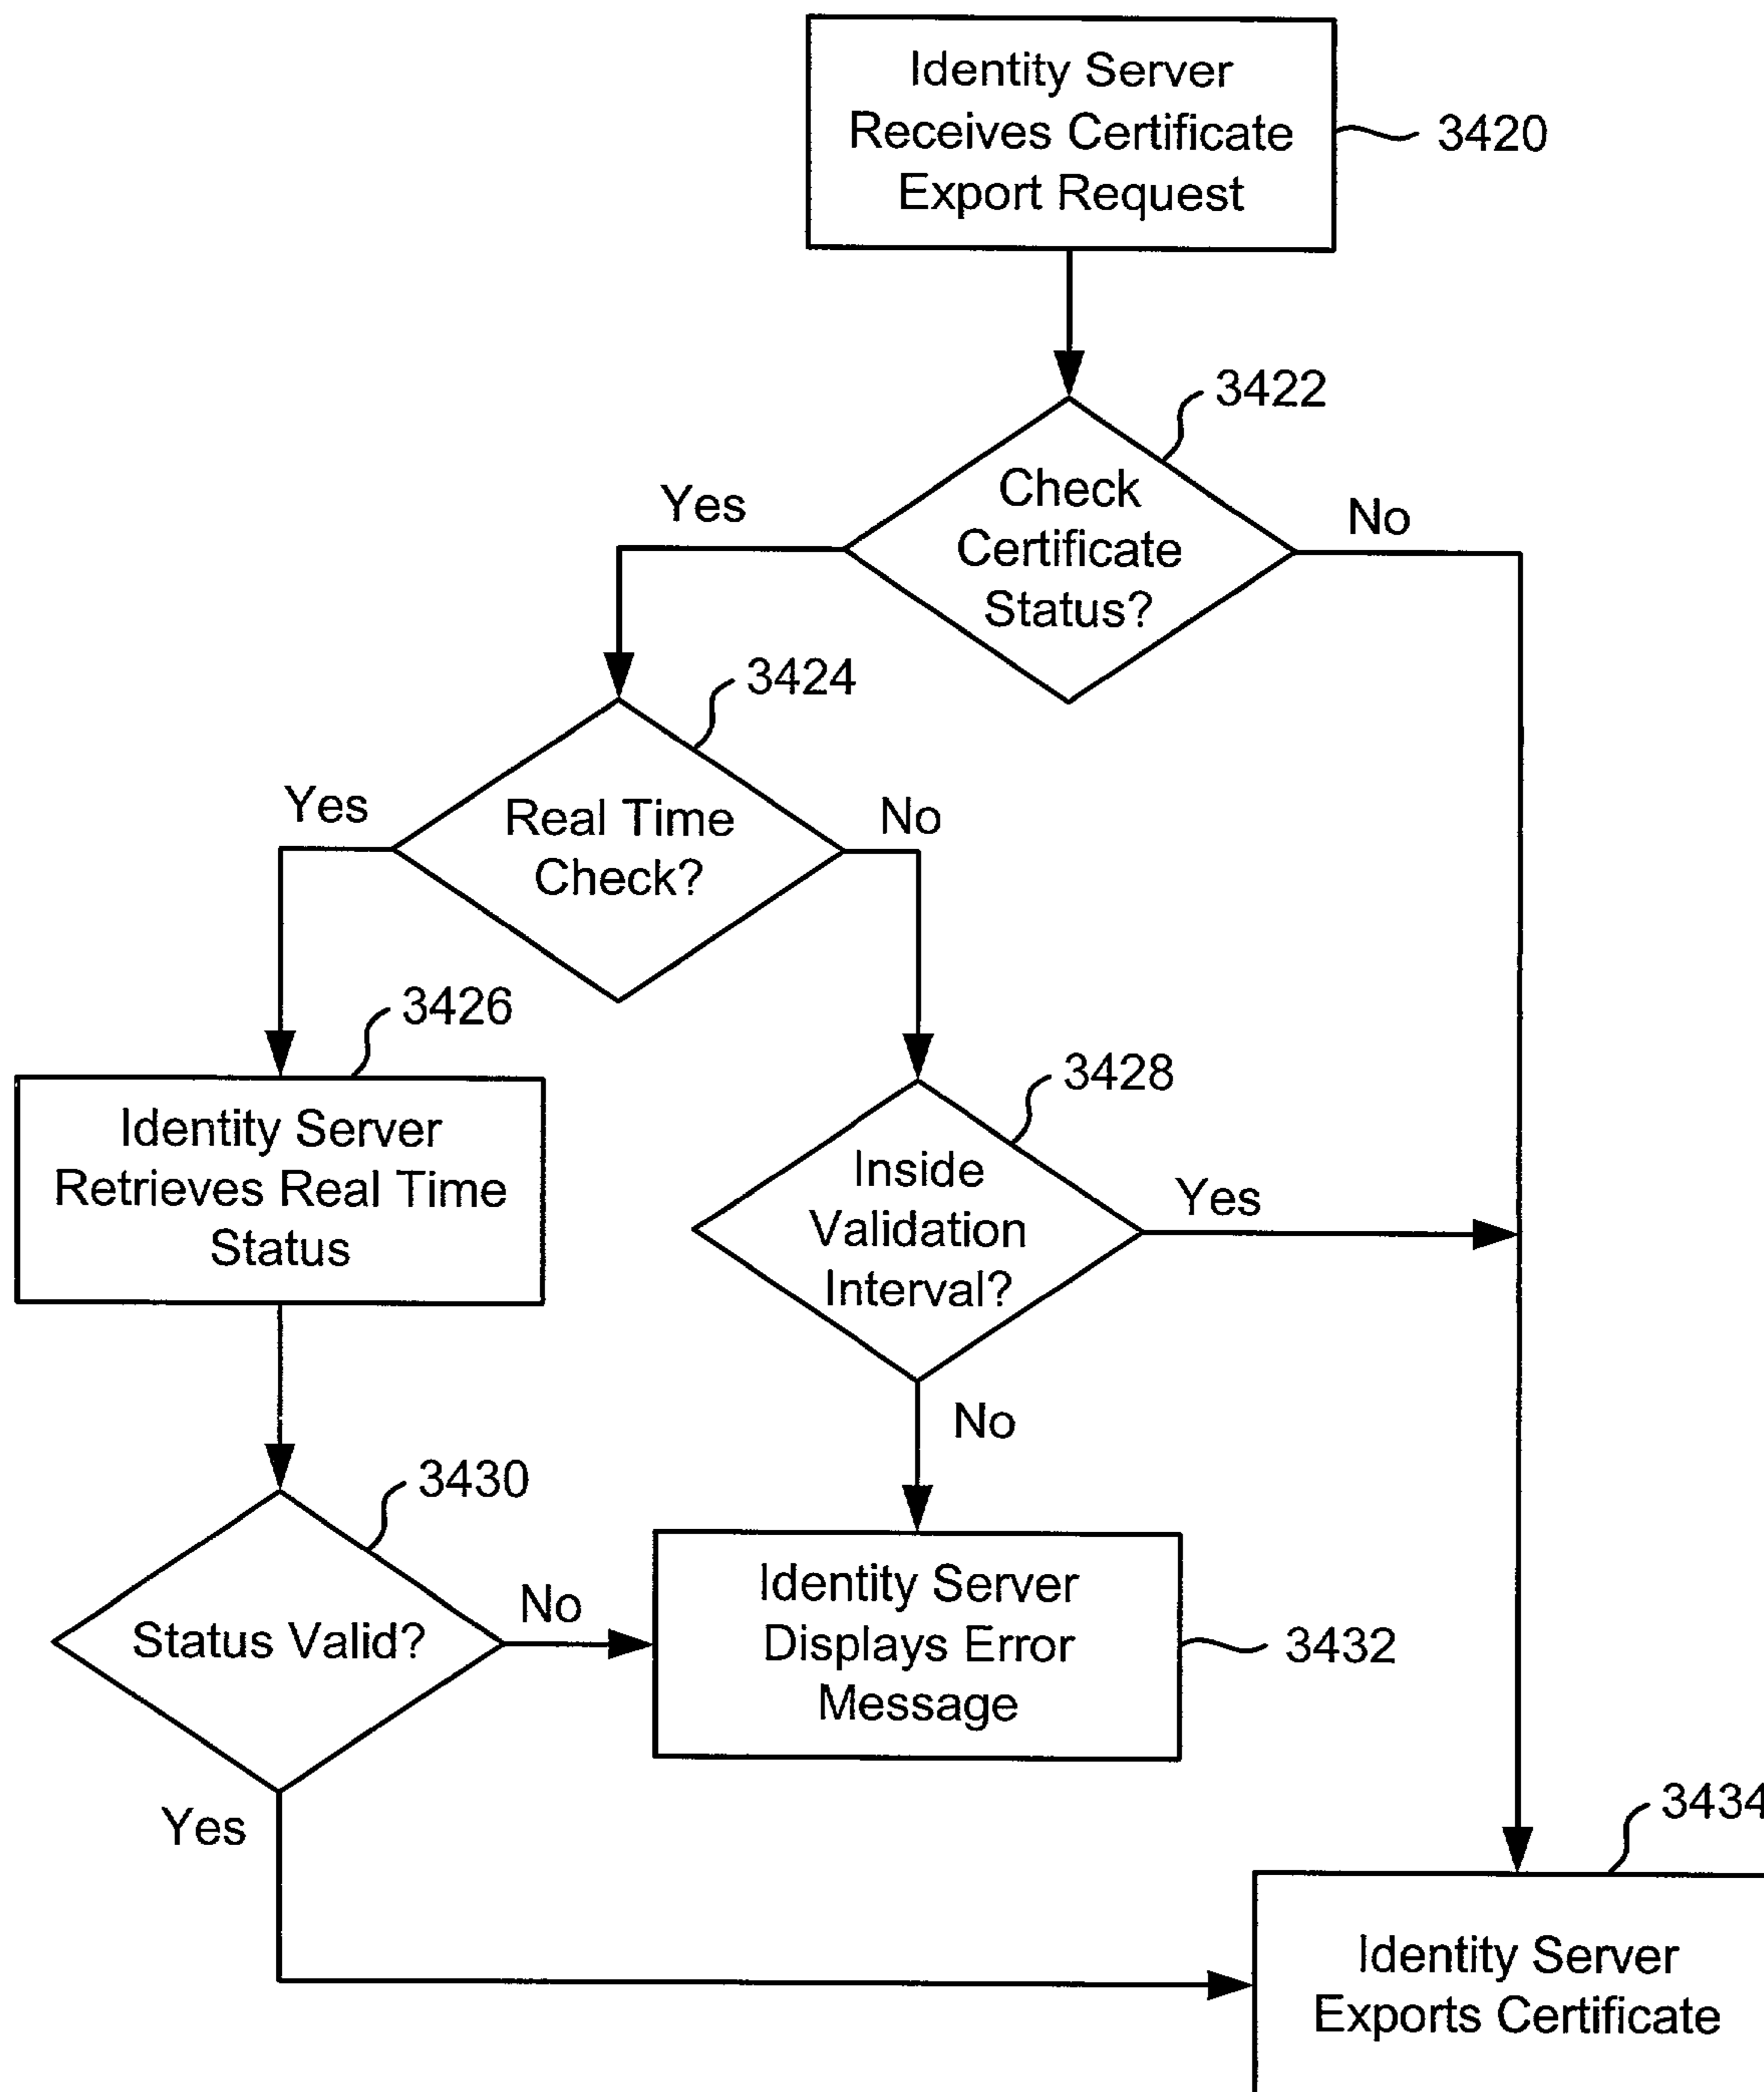 Identity Server
Receives Certificate
Export Request
3420
3422
Check
Certificate
Status?
Yes
No
3424
Real Time
Check?
Yes
No
3426
Identity Server
Retrieves Real Time
Status
3428
Inside
Validation
Interval?
Yes
No
3430
Status Valid?
No
Yes
Identity Server
Displays Error
Message
3432
3434
Identity Server
Exports Certificate